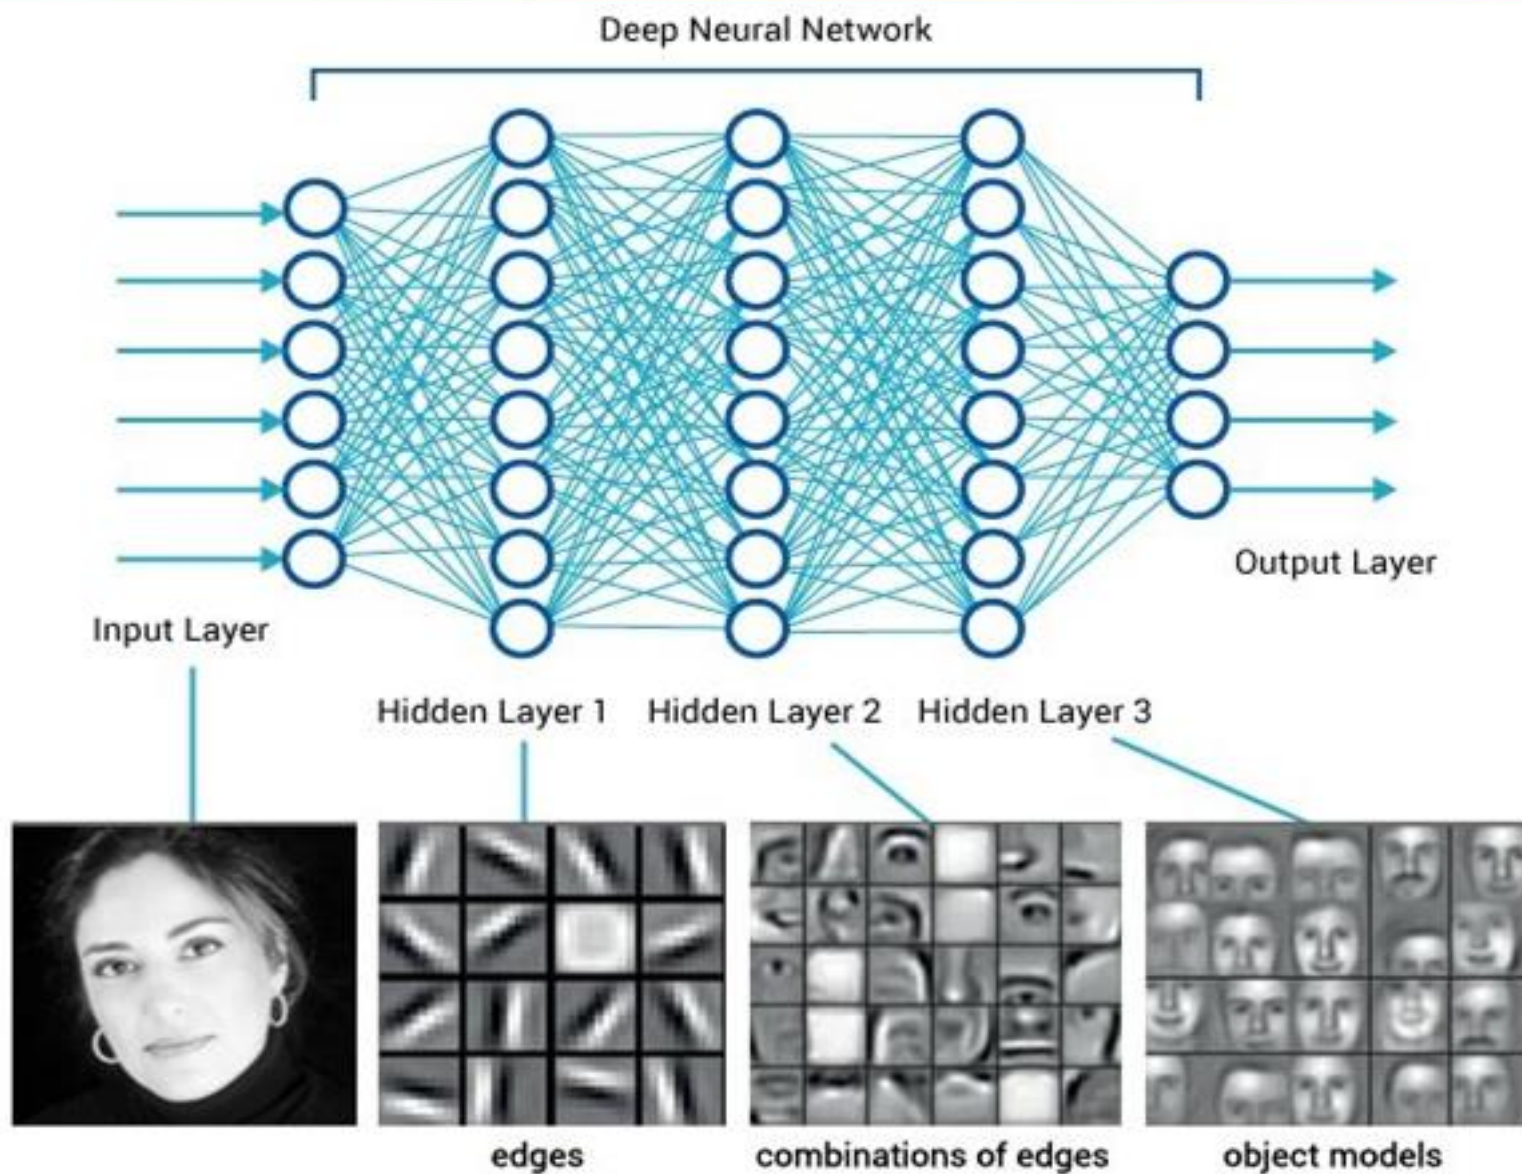 Deep Neural Network
Output Layer
Input Layer
Hidden Layer 1
Hidden Layer 2
Hidden Layer 3
edges
combinations of edges
object models